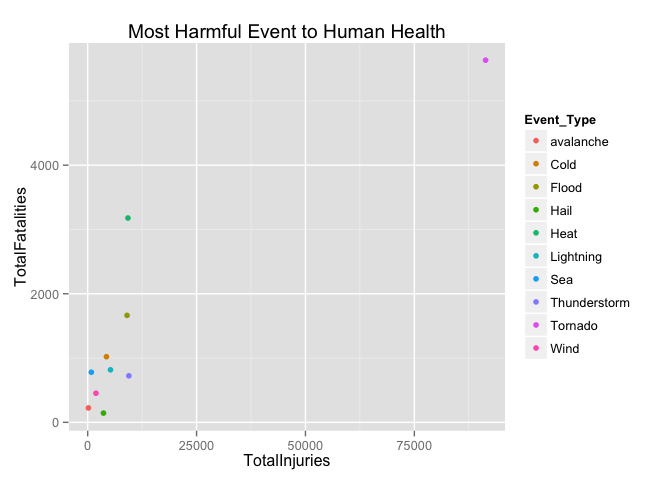 Most Harmful Event to Human Health
TotalFatalities
4000
2000
0
0 25000 50000 75000
TotalInjuries
Event_Type
avalanche
Cold
Flood
Hail
Heat
Lightning
Sea
Thunderstorm
Tornado
Wind